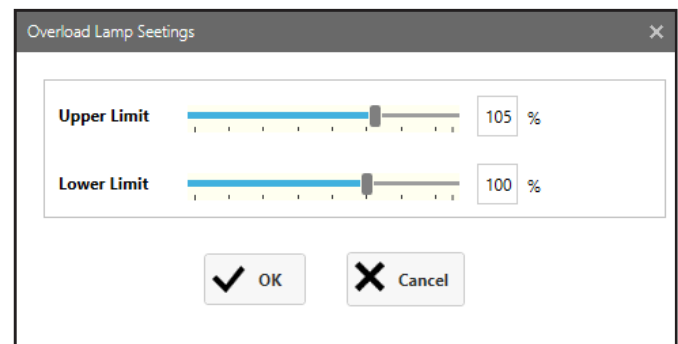 Overload Lamp Seetings
Upper Limit 105 %
Lower Limit 100 %
OK Cancel